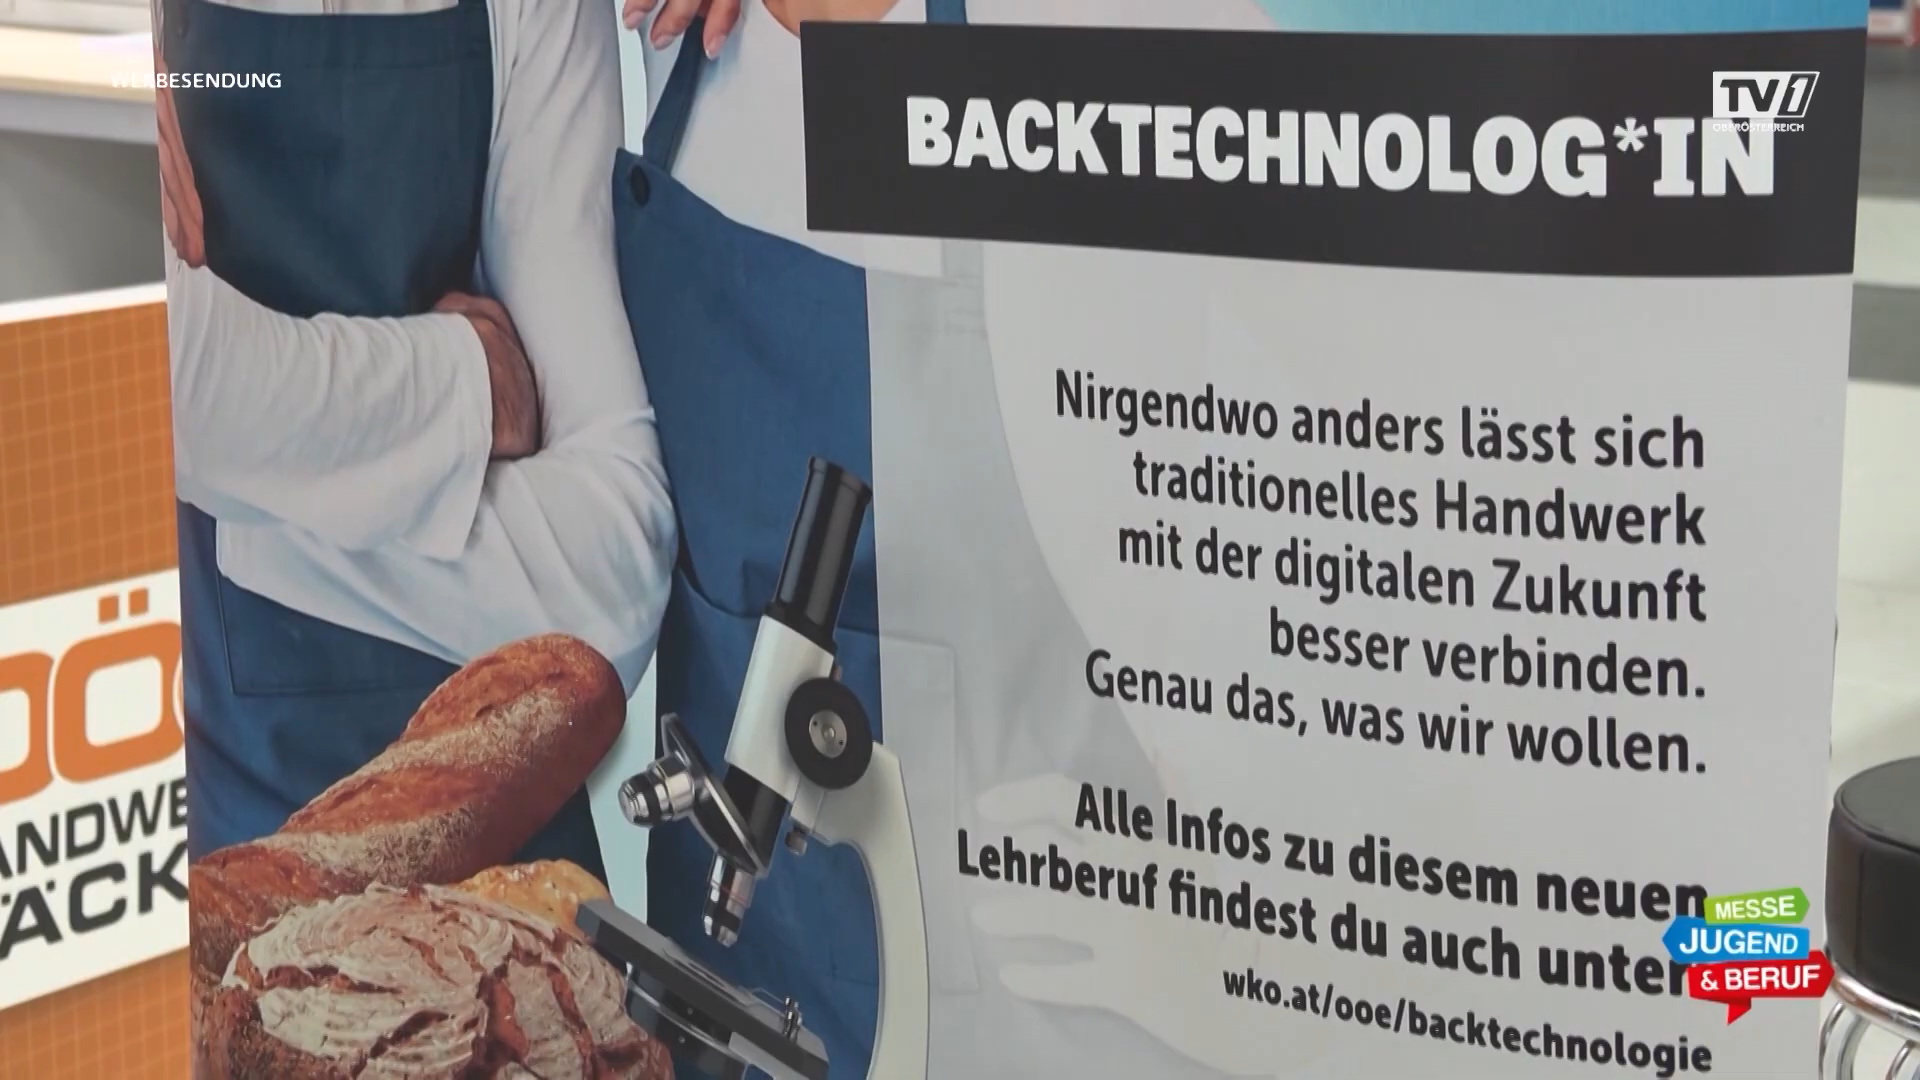 WERBESENDUNG
TV1
OBERÖSTERREICH
BACKTECHNOLOG*IN
Nirgendwo anders lässt sich
traditionelles Handwerk
mit der digitalen Zukunft
besser verbinden.
Genau das, was wir wollen.
Alle Infos zu diesem neuen
Lehrberuf findest du auch unter
wko.at/ooe/backtechnologie
MESSE
JUGEND
& BERUF